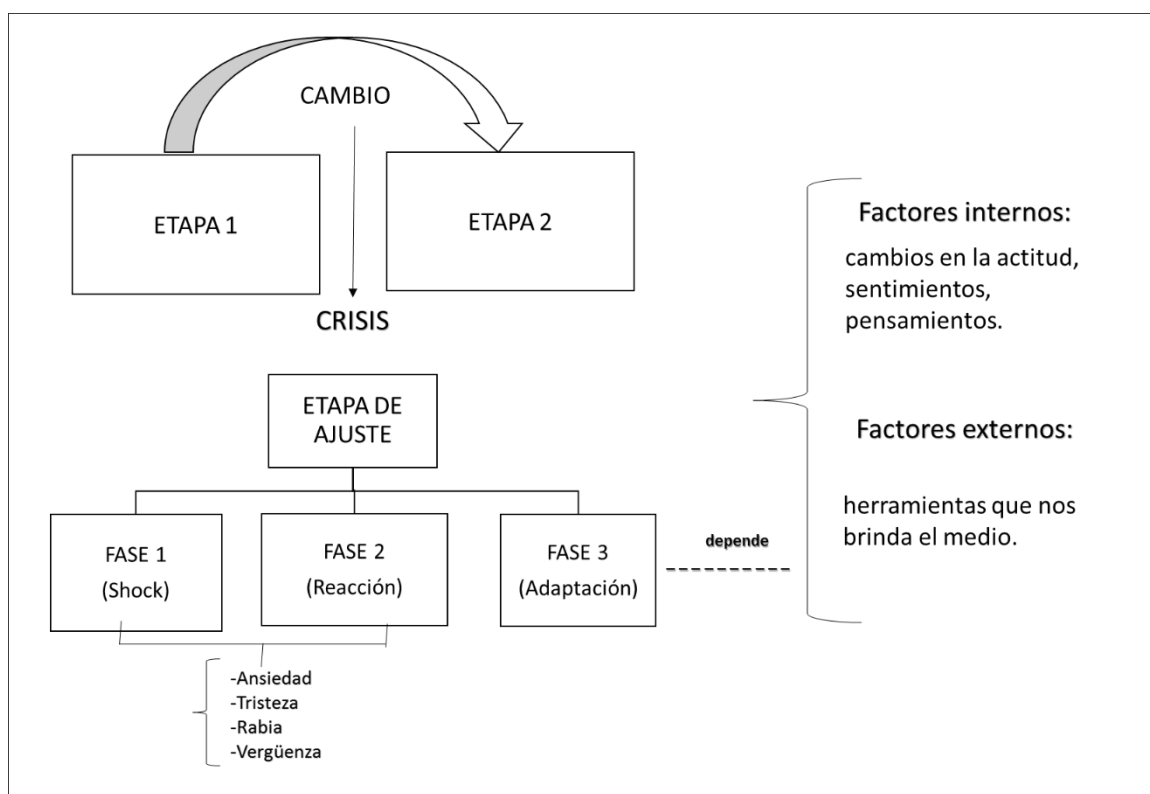 CAMBIO
ETAPA 1
ETAPA 2
CRISIS
ETAPA DE
AJUSTE
FASE 1
(Shock)
FASE 2
(Reacción)
FASE 3
(Adaptación)
depende
-Ansiedad
-Tristeza
-Rabia
-Vergüenza
Factores internos:
cambios en la actitud,
sentimientos,
pensamientos.
Factores externos:
herramientas que nos
brinda el medio.